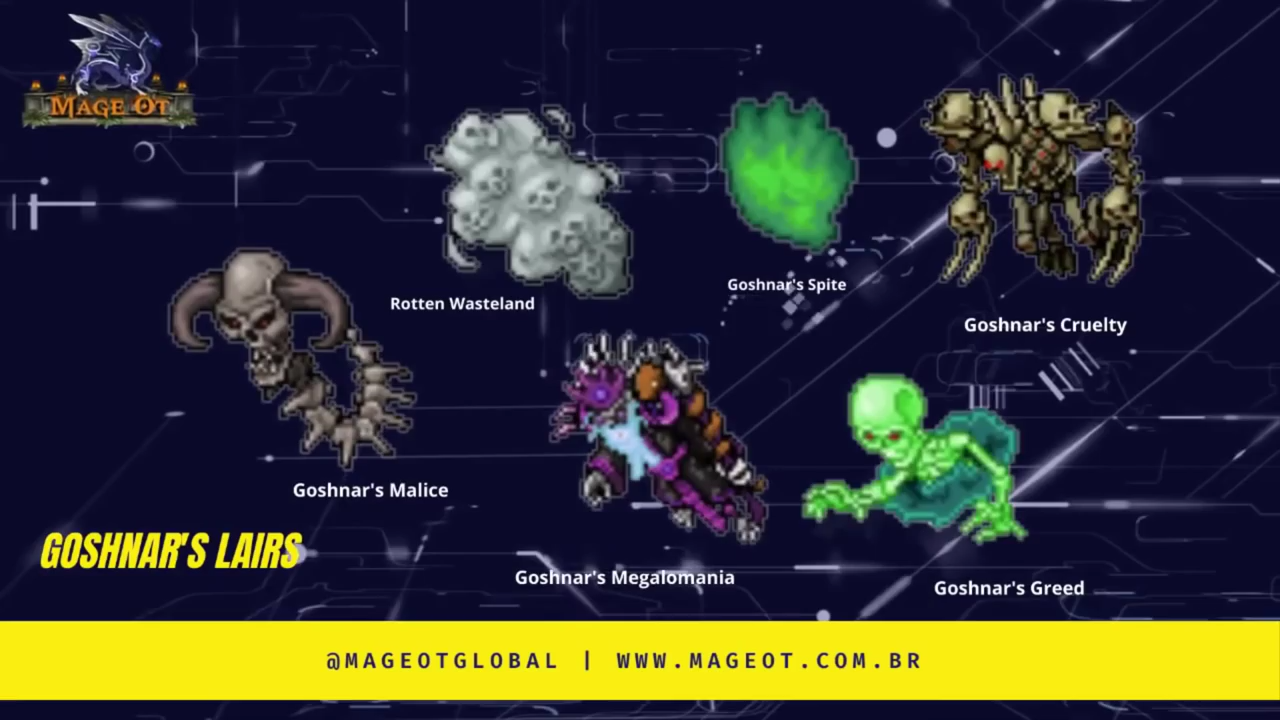 MAGE OT
Goshnar's Spite
Rotten Wasteland
Goshnar's Cruelty
Goshnar's Malice
GOSHNAR'S LAIRS
Goshnar's Megalomania
Goshnar's Greed
@MAGEOTGLOBAL | WWW.MAGEOT.COM.BR